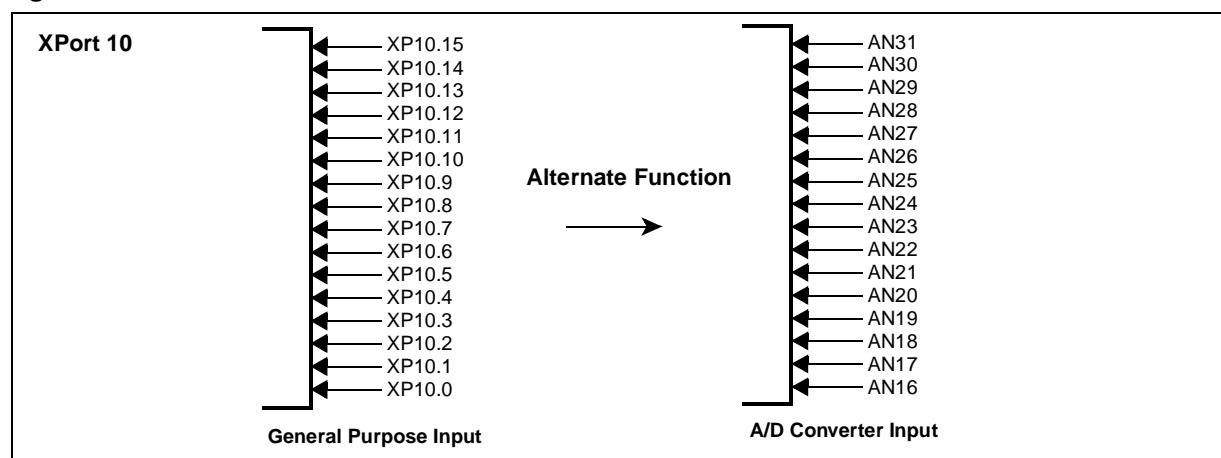 XPort 10
XP10.15
XP10.14
XP10.13
XP10.12
XP10.11
XP10.10
XP10.9
XP10.8
XP10.7
XP10.6
XP10.5
XP10.4
XP10.3
XP10.2
XP10.1
XP10.0
General Purpose Input
Alternate Function
AN31
AN30
AN29
AN28
AN27
AN26
AN25
AN24
AN23
AN22
AN21
AN20
AN19
AN18
AN17
AN16
A/D Converter Input